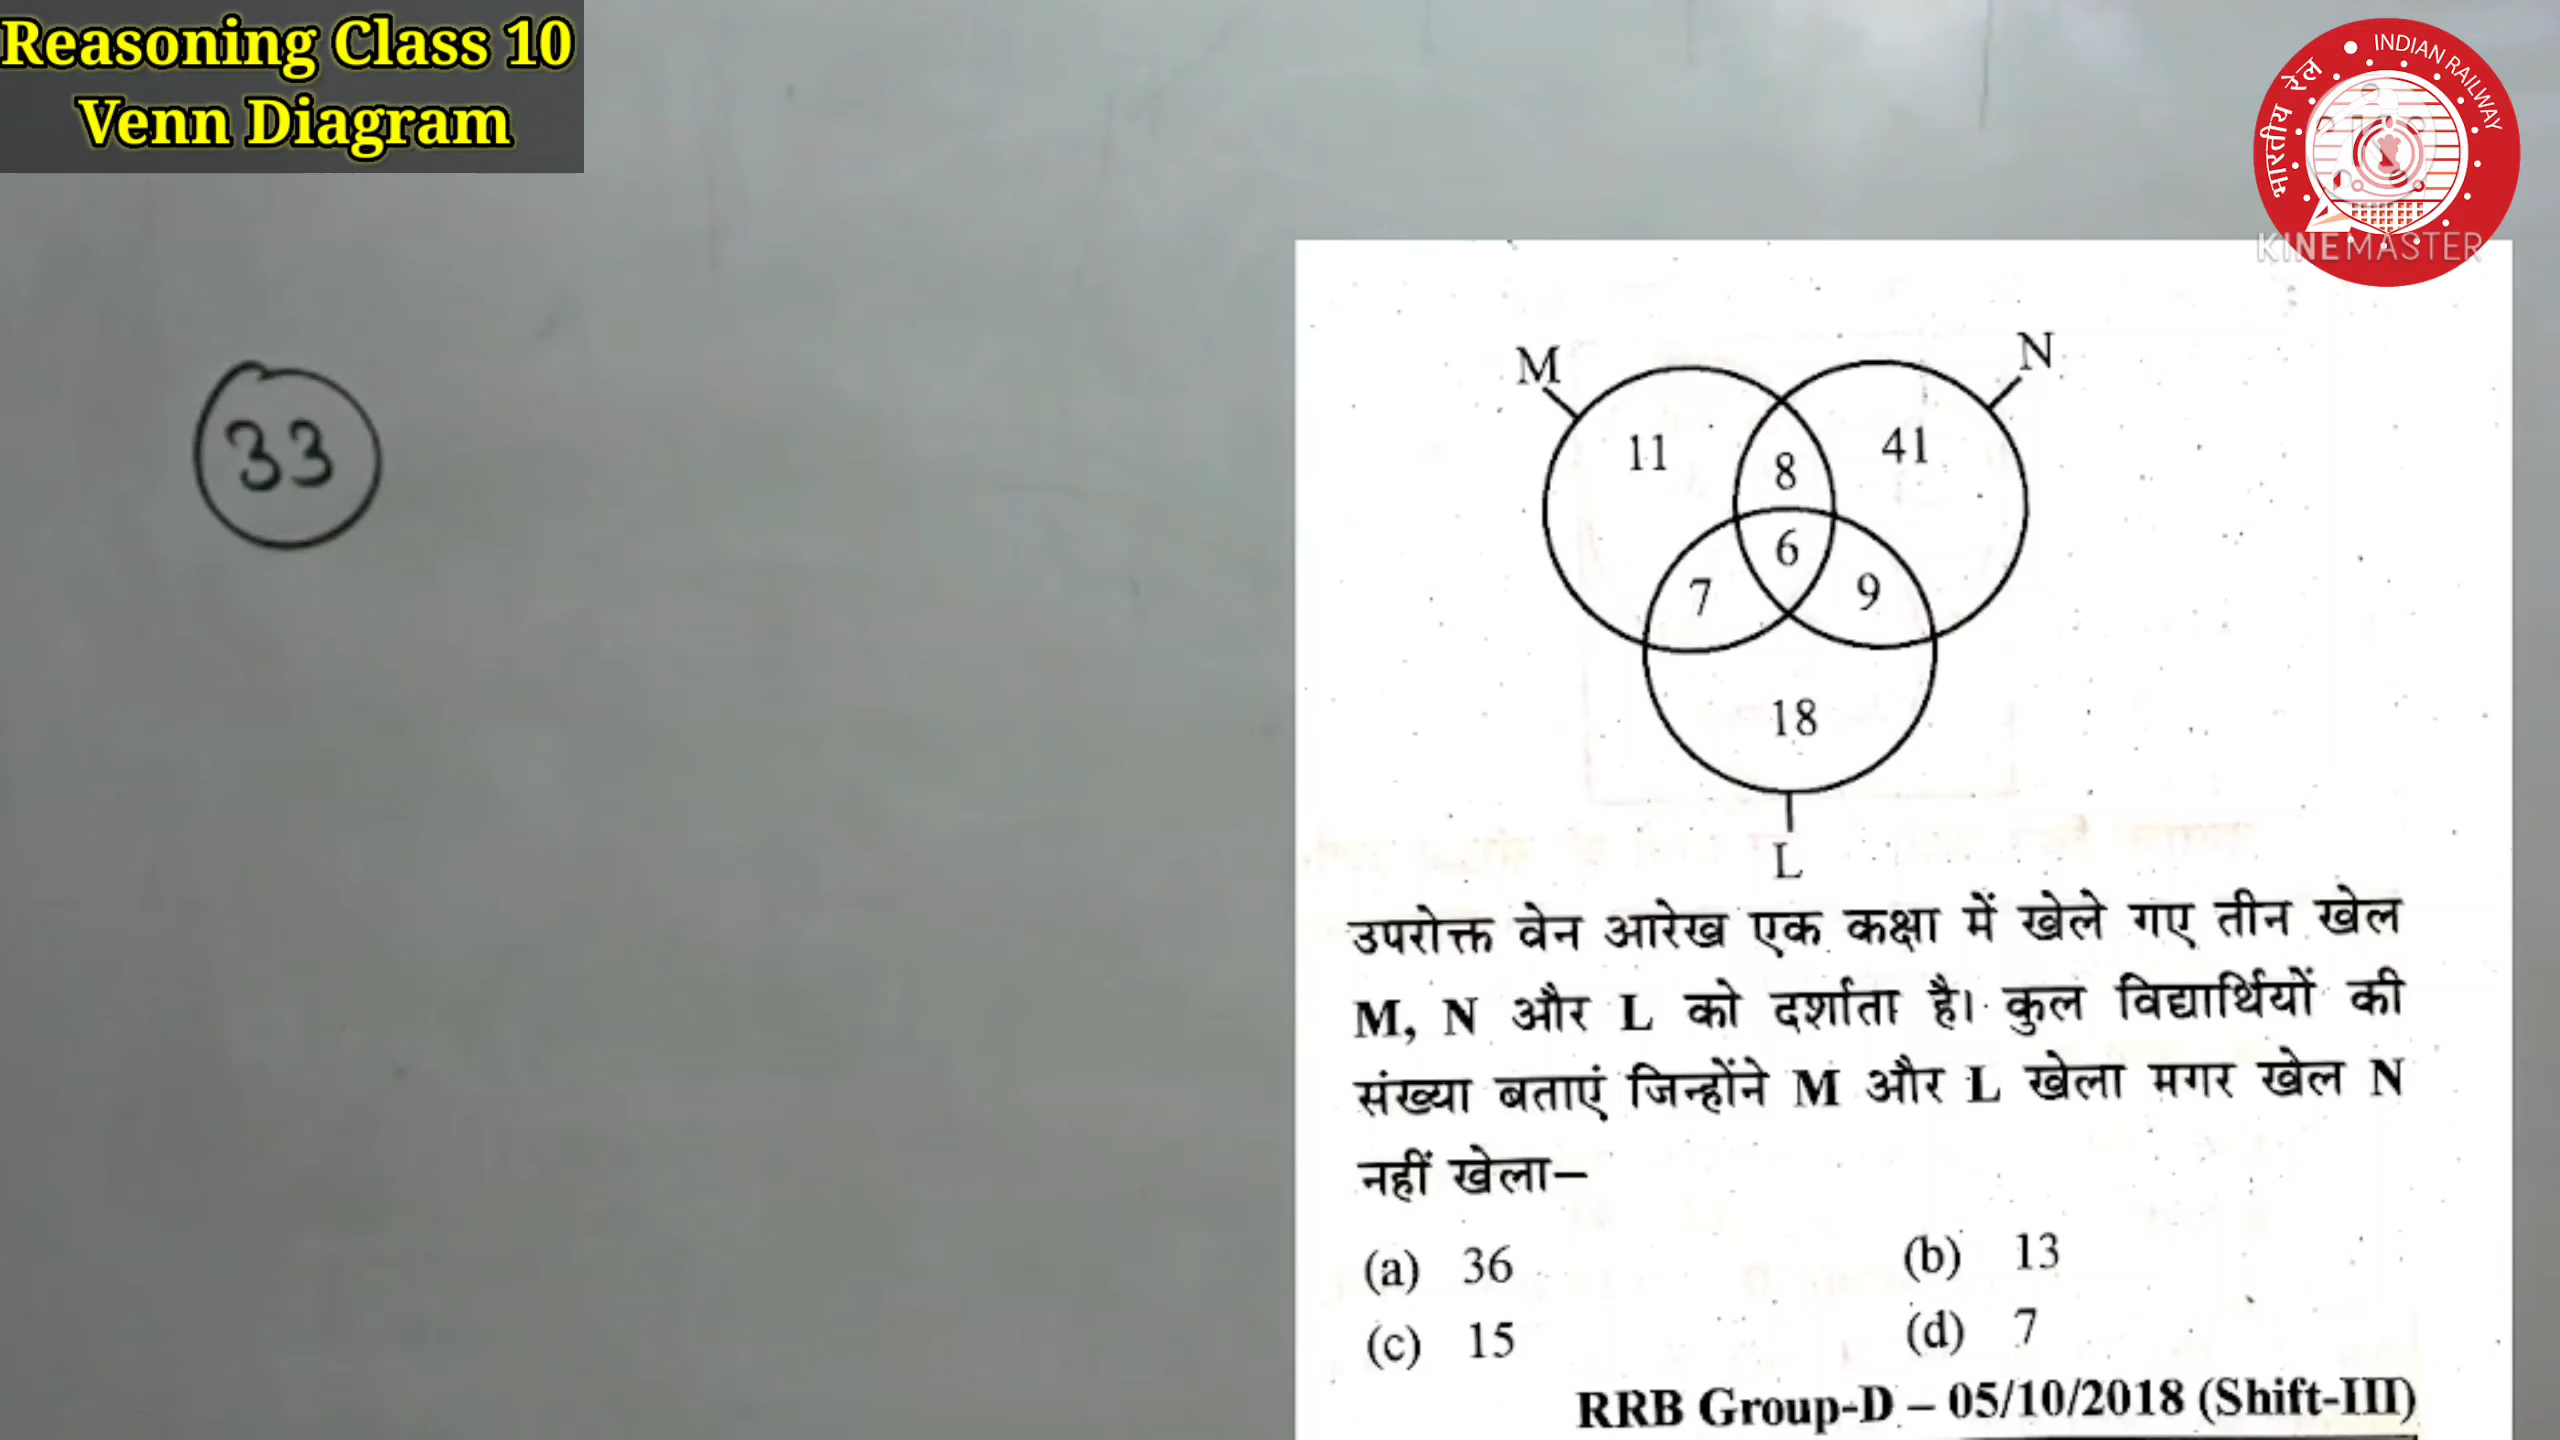 Reasoning Class 10
Venn Diagram
भारतीय रेल
INDIAN RAILWAY
KINEMASTER
33
M
N
11
8
41
6
7
9
18
L
उपरोक्त वेन आरेख एक कक्षा में खेले गए तीन खेल
M, N और L को दर्शाता है। कुल विद्यार्थियों की
संख्या बताएं जिन्होंने M और L खेला मगर खेल N
नहीं खेला–
(a) 36
(b) 13
(c) 15
(d) 7
RRB Group-D – 05/10/2018 (Shift-III)